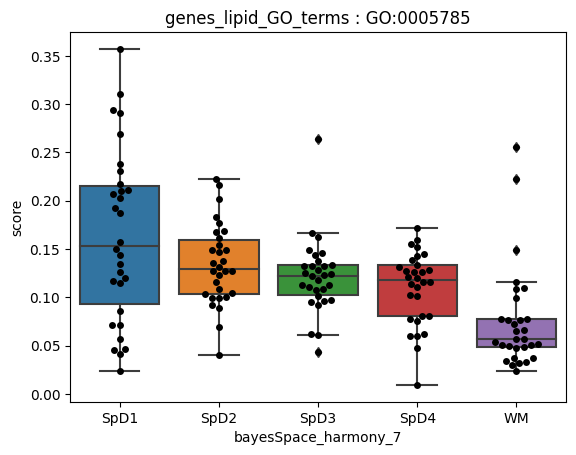 genes_lipid_GO_terms : GO:0005785
score
0.35
0.30
0.25
0.20
0.15
0.10
0.05
0.00
SpD1 SpD2 SpD3 SpD4 WM
bayesSpace_harmony_7